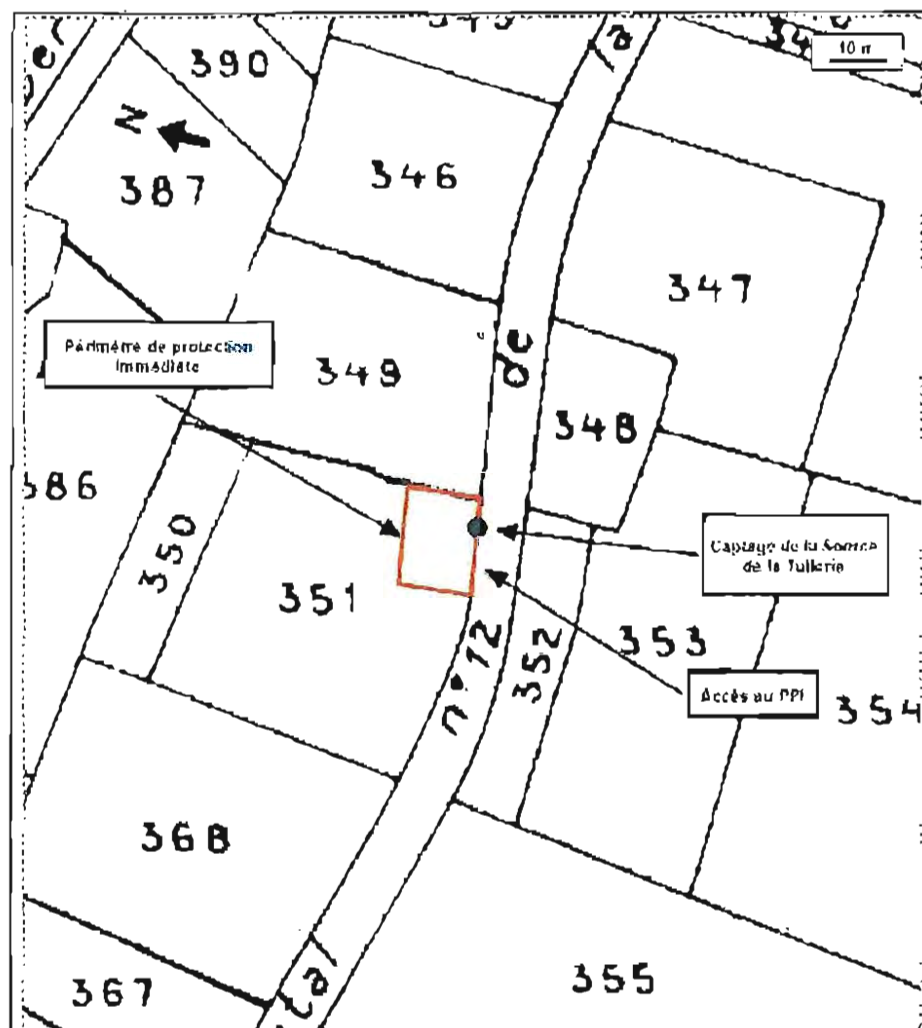 390
10 m
N
346
387
347
Périmètre de protection
immédiate
de
349
348
386
Captage de la Source
de la Tuilerie
350
351
353
352
n° 12
Accès au PPI
354
368
355
367